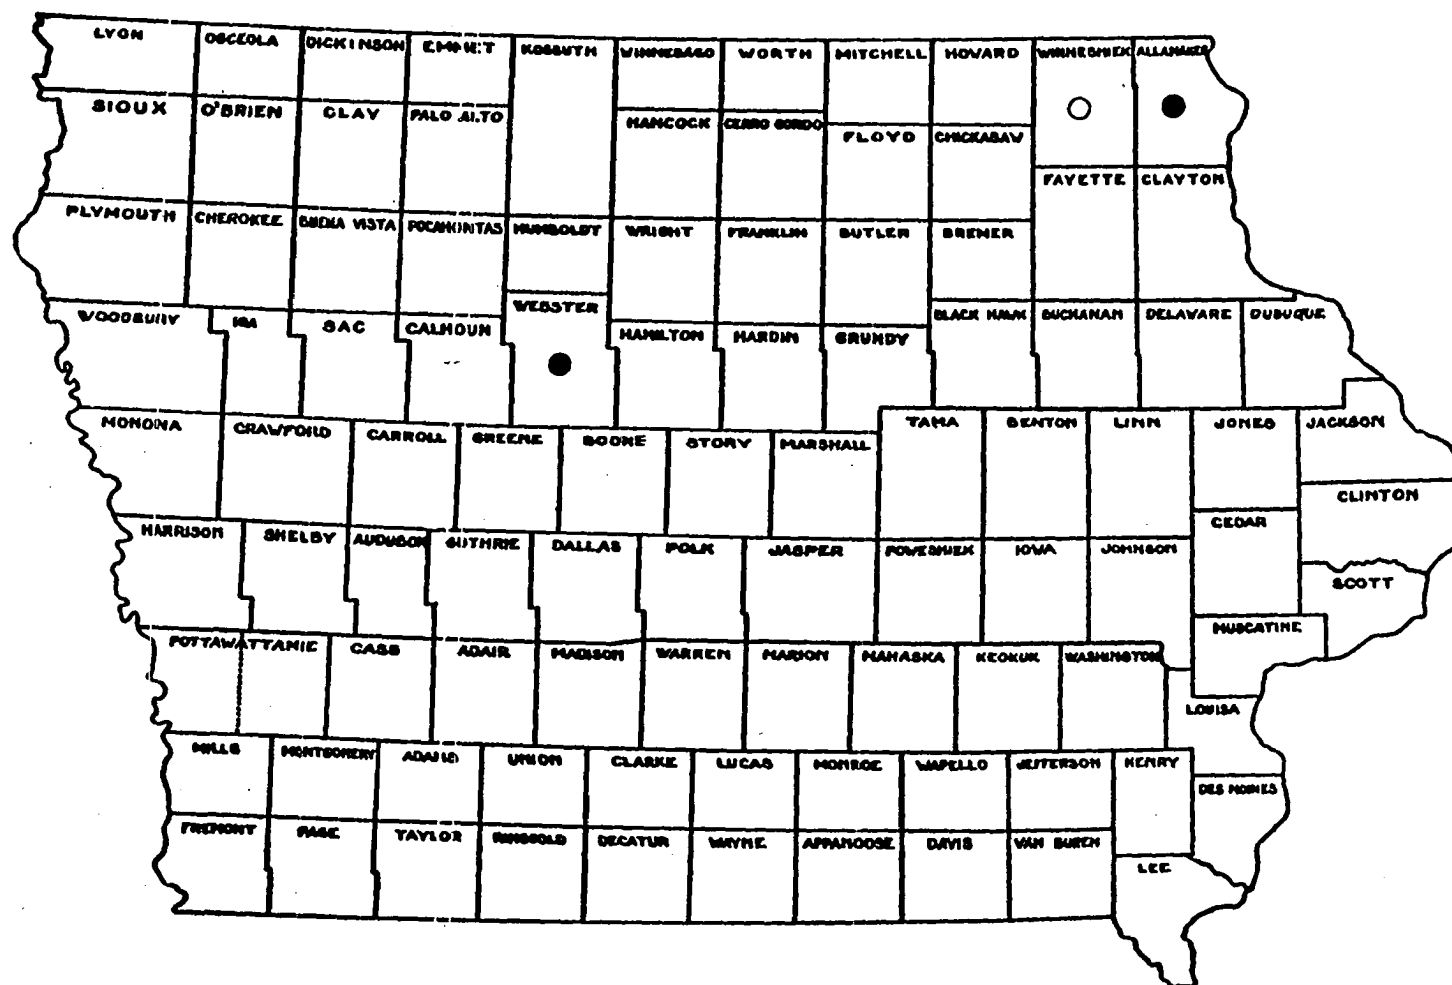 LYON OSCEOLA DICKINSON EMMET KOSSUTH WINNEBAGO WORTH MITCHELL HOWARD WINNESHIEK ALLAMAKEE
SIOUX O'BRIEN CLAY PALO ALTO HANCOCK CERRO GORDO FLOYD CHICKASAW
FAYETTE CLAYTON
PLYMOUTH CHEROKEE BUENA VISTA POCAHONTAS HUMBOLDT WRIGHT FRANKLIN BUTLER BREMER
WOODBURY IDA SAC CALHOUN WEBSTER HAMILTON HARDIN GRUNDY BLACK HAWK BUCHANAN DELAWARE DUBUQUE
MONONA CRAWFORD CARROLL GREENE BOONE STORY MARSHALL TAMA BENTON LINN JONES JACKSON
CLINTON
HARRISON SHELBY AUDUBON GUTHRIE DALLAS POLK JASPER POWESHIEK IOWA JOHNSON CEDAR
SCOTT
MUSCATINE
POTTAWATTAMIE CASS ADAIR MADISON WARREN MARION MAHASKA KEOKUK WASHINGTON
LOUISA
MILLS MONTGOMERY ADAMS UNION CLARKE LUCAS MONROE WAPELLO JEFFERSON HENRY
DES MOINES
FREMONT PAGE TAYLOR RINGGOLD DECATUR WAYNE APPANOOSE DAVIS VAN BUREN
LEE